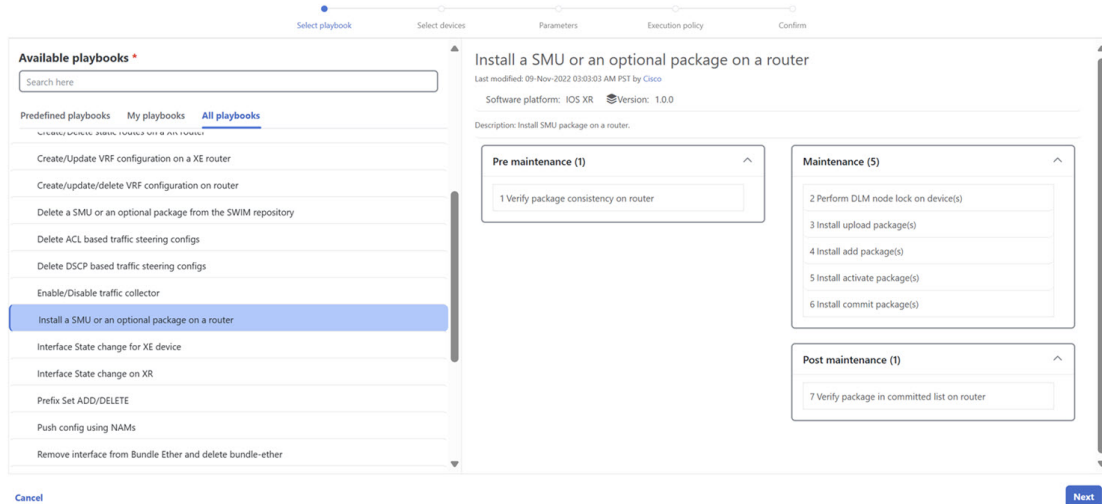 Select playbook
Select devices
Parameters
Execution policy
Confirm
Available playbooks *
Search here
Predefined playbooks My playbooks All playbooks
Create/Delete static routes on a XR router
Create/Update VRF configuration on a XE router
Create/update/delete VRF configuration on router
Delete a SMU or an optional package from the SWIM repository
Delete ACL based traffic steering configs
Delete DSCP based traffic steering configs
Enable/Disable traffic collector
Install a SMU or an optional package on a router
Interface State change for XE device
Interface State change on XR
Prefix Set ADD/DELETE
Push config using NAMs
Remove interface from Bundle Ether and delete bundle-ether
Install a SMU or an optional package on a router
Last modified: 09-Nov-2022 03:03:03 AM PST by Cisco
Software platform: IOS XR Version: 1.0.0
Description: Install SMU package on a router.
Pre maintenance (1)
1 Verify package consistency on router
Maintenance (5)
2 Perform DLM node lock on device(s)
3 Install upload package(s)
4 Install add package(s)
5 Install activate package(s)
6 Install commit package(s)
Post maintenance (1)
7 Verify package in committed list on router
Cancel
Next